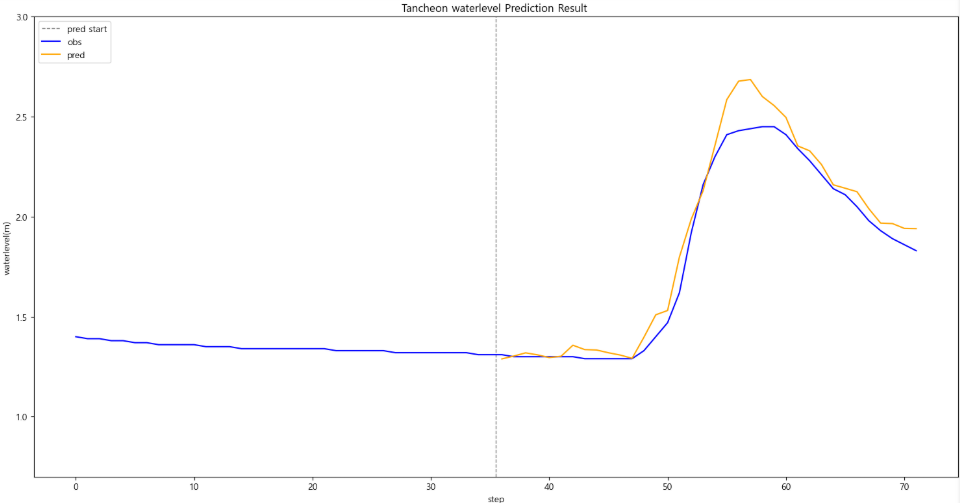 Tancheon waterlevel Prediction Result
pred start
obs
pred
waterlevel(m)
3.0
2.5
2.0
1.5
1.0
0 10 20 30 40 50 60 70
step